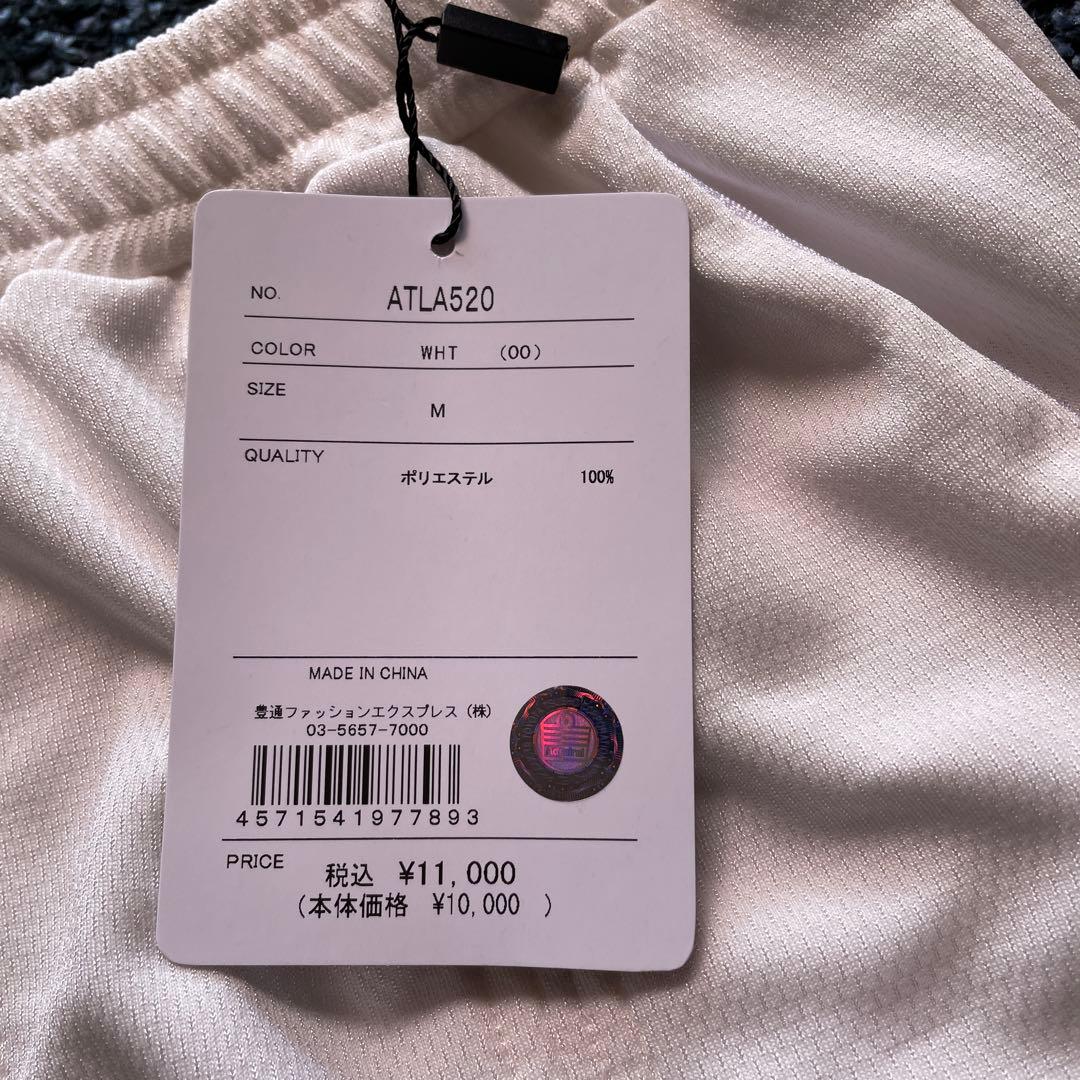 NO. ATLA520
COLOR WHT (00)
SIZE
M
QUALITY
ポリエステル 100%
MADE IN CHINA
豊通ファッションエクスプレス（株）
03-5657-7000
Admiral
4571541977893
PRICE 税込 ¥11,000
(本体価格 ¥10,000 )